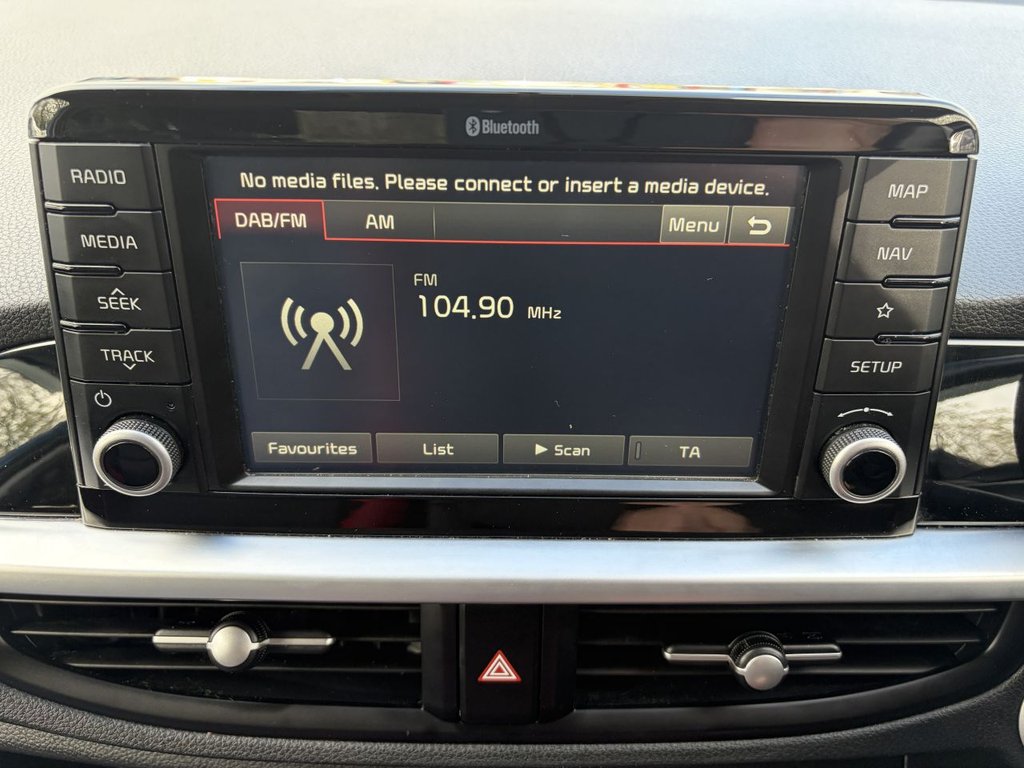 Bluetooth
No media files. Please connect or insert a media device.
DAB/FM AM Menu
FM
104.90 MHz
Favourites List Scan TA
RADIO
MEDIA
SEEK
TRACK
MAP
NAV
SETUP